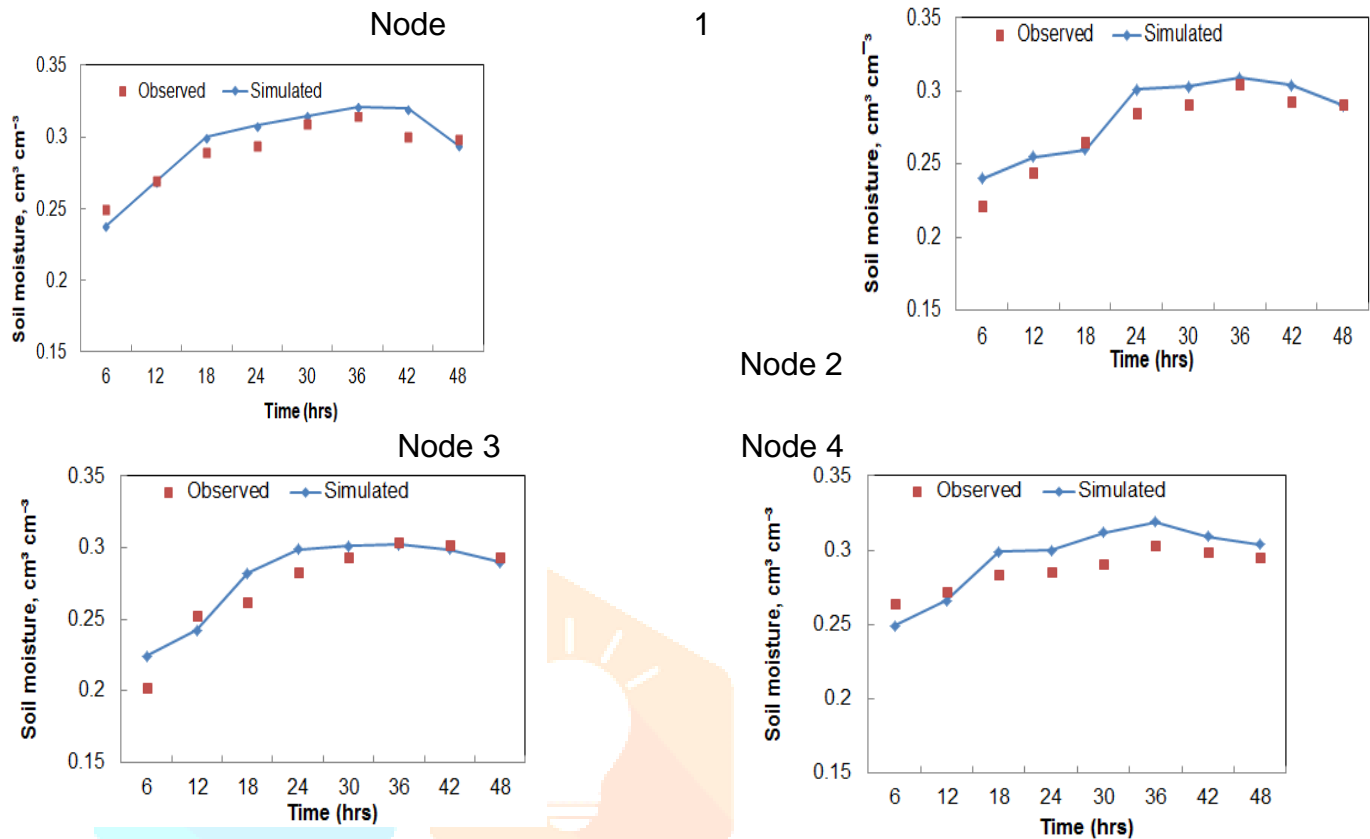 Node 1
Observed Simulated
Soil moisture, cm³ cm⁻³
0.35
0.3
0.25
0.2
0.15
6 12 18 24 30 36 42 48
Time (hrs)
Observed Simulated
Soil moisture, cm³ cm⁻³
0.35
0.3
0.25
0.2
0.15
6 12 18 24 30 36 42 48
Time (hrs)
Node 2
Node 3 Node 4
Observed Simulated
Soil moisture, cm³ cm⁻³
0.35
0.3
0.25
0.2
0.15
6 12 18 24 30 36 42 48
Time (hrs)
Observed Simulated
Soil moisture, cm³ cm⁻³
0.35
0.3
0.25
0.2
0.15
6 12 18 24 30 36 42 48
Time (hrs)